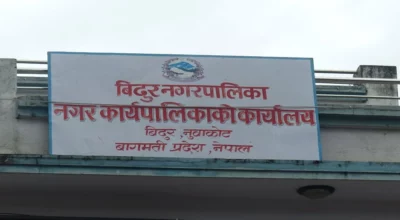 बिदुर नगरपालिका
नगर कार्यपालिकाको कार्यालय
बिदुर ,नुवाकोट
बागमती प्रदेश ,नेपाल